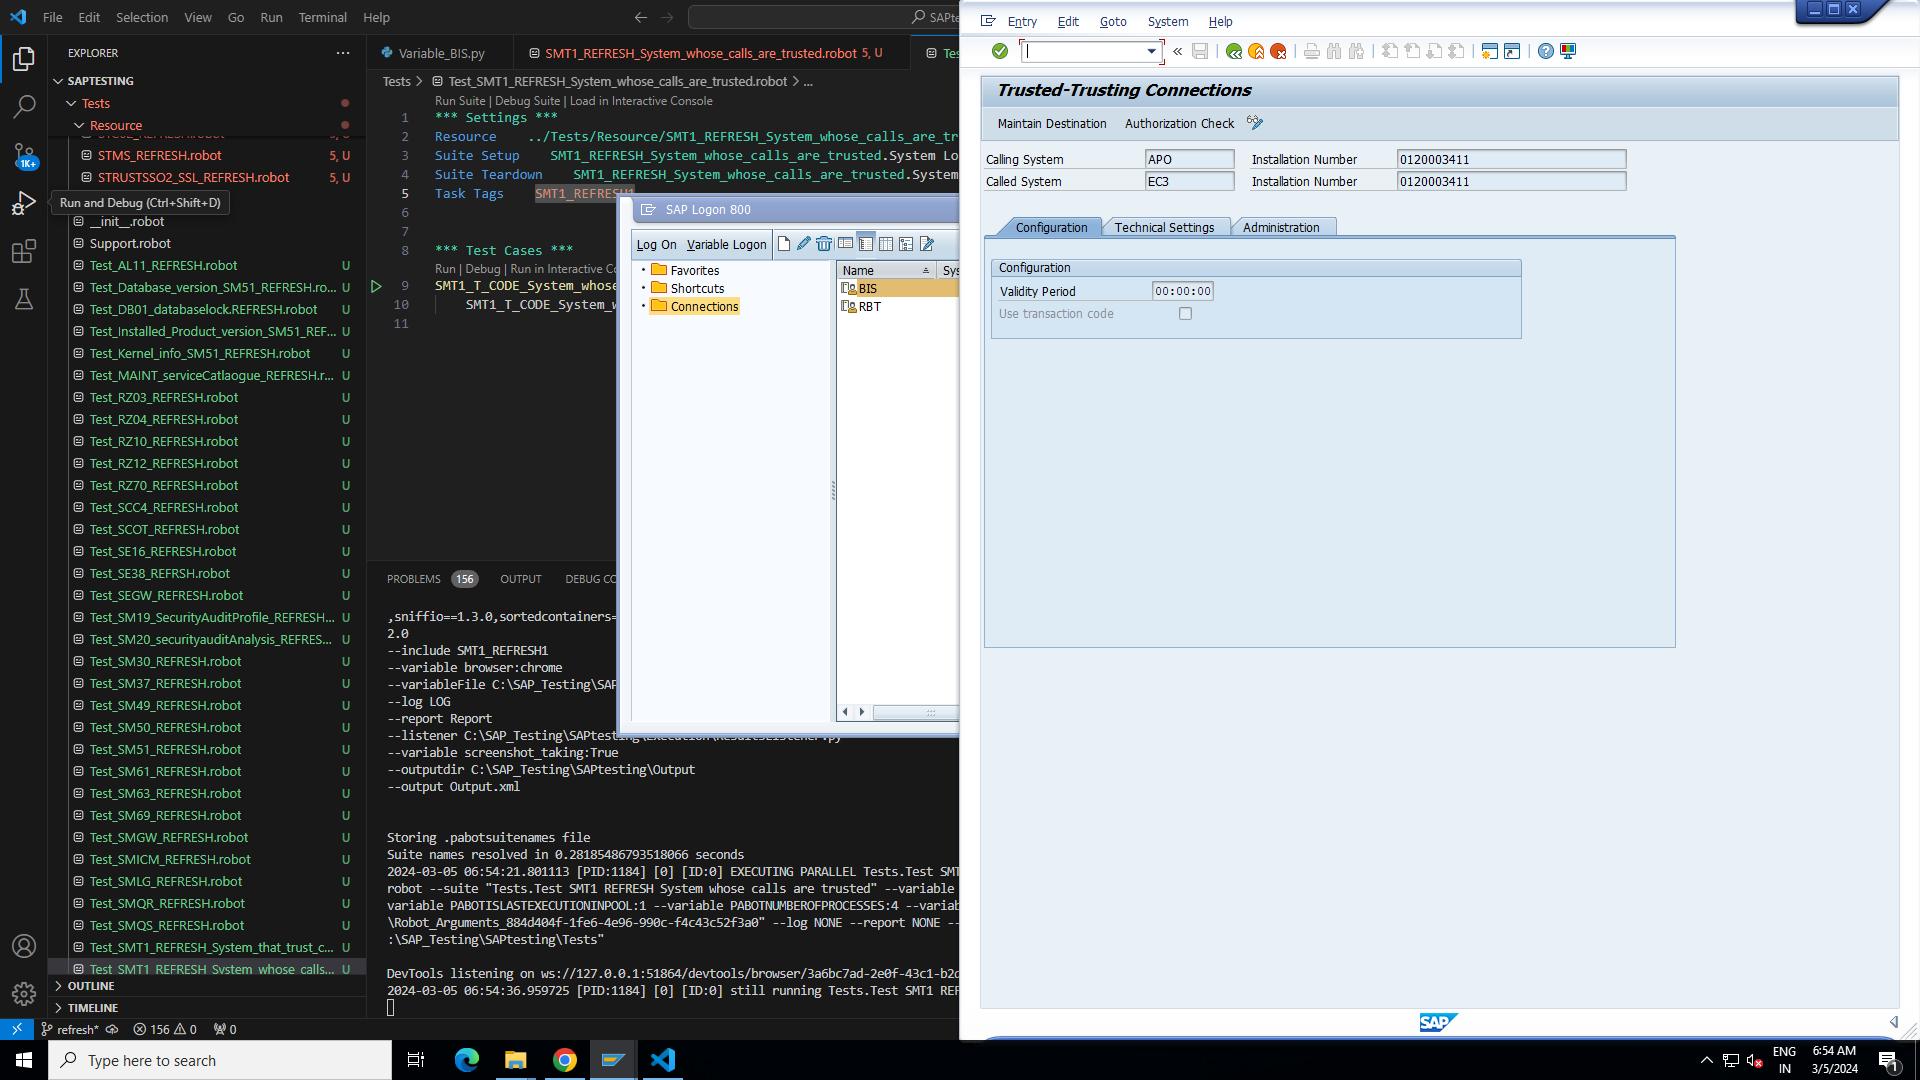 File Edit Selection View Go Run Terminal Help
EXPLORER
SAPTESTING
Tests
Resource
STMS_REFRESH.robot 5, U
STRUSTSSO2_SSL_REFRESH.robot 5, U
Run and Debug (Ctrl+Shift+D)
__init__.robot
Support.robot
Test_AL11_REFRESH.robot U
Test_Database_version_SM51_REFRESH.ro... U
Test_DB01_databaselock.REFRESH.robot U
Test_Installed_Product_version_SM51_REF... U
Test_Kernel_info_SM51_REFRESH.robot U
Test_MAINT_serviceCatlaogue_REFRESH.r... U
Test_RZ03_REFRESH.robot U
Test_RZ04_REFRESH.robot U
Test_RZ10_REFRESH.robot U
Test_RZ12_REFRESH.robot U
Test_RZ70_REFRESH.robot U
Test_SCC4_REFRESH.robot U
Test_SCOT_REFRESH.robot U
Test_SE16_REFRESH.robot U
Test_SE38_REFRSH.robot U
Test_SEGW_REFRESH.robot U
Test_SM19_SecurityAuditProfile_REFRESH... U
Test_SM20_securityauditAnalysis_REFRES... U
Test_SM30_REFRESH.robot U
Test_SM37_REFRESH.robot U
Test_SM49_REFRESH.robot U
Test_SM50_REFRESH.robot U
Test_SM51_REFRESH.robot U
Test_SM61_REFRESH.robot U
Test_SM63_REFRESH.robot U
Test_SM69_REFRESH.robot U
Test_SMGW_REFRESH.robot U
Test_SMICM_REFRESH.robot U
Test_SMLG_REFRESH.robot U
Test_SMQR_REFRESH.robot U
Test_SMQS_REFRESH.robot U
Test_SMT1_REFRESH_System_that_trust_c... U
Test_SMT1_REFRESH_System_whose_calls... U
OUTLINE
TIMELINE
1K+
refresh* 156 0 0
Variable_BIS.py
SMT1_REFRESH_System_whose_calls_are_trusted.robot 5, U
Tes
SAPte
Tests > Test_SMT1_REFRESH_System_whose_calls_are_trusted.robot > ...
Run Suite | Debug Suite | Load in Interactive Console
1 *** Settings ***
2 Resource ../Tests/Resource/SMT1_REFRESH_System_whose_calls_are_tr
3 Suite Setup SMT1_REFRESH_System_whose_calls_are_trusted.System Lo
4 Suite Teardown SMT1_REFRESH_System_whose_calls_are_trusted.System
5 Task Tags SMT1_REFRESH1
6
7
8 *** Test Cases ***
Run | Debug | Run in Interactive Co
9 SMT1_T_CODE_System_whose
10 SMT1_T_CODE_System_w
11
PROBLEMS 156 OUTPUT DEBUG CO
,sniffio==1.3.0,sortedcontainers=
2.0
--include SMT1_REFRESH1
--variable browser:chrome
--variableFile C:\SAP_Testing\SAP
--log LOG
--report Report
--listener C:\SAP_Testing\SAPtesting\Execution\ResultsListener.py
--variable screenshot_taking:True
--outputdir C:\SAP_Testing\SAPtesting\Output
--output Output.xml
Storing .pabotsuitenames file
Suite names resolved in 0.28185486793518066 seconds
2024-03-05 06:54:21.801113 [PID:1184] [0] [ID:0] EXECUTING PARALLEL Tests.Test SMT
robot --suite "Tests.Test SMT1 REFRESH System whose calls are trusted" --variable
variable PABOTISLASTEXECUTIONINPOOL:1 --variable PABOTNUMBEROFPROCESSES:4 --variab
\Robot_Arguments_884d404f-1fe6-4e96-990c-f4c43c52f3a0" --log NONE --report NONE --
:\SAP_Testing\SAPtesting\Tests"
DevTools listening on ws://127.0.0.1:51864/devtools/browser/3a6bc7ad-2e0f-43c1-b2d
2024-03-05 06:54:36.959725 [PID:1184] [0] [ID:0] still running Tests.Test SMT1 REF
SAP Logon 800
Log On Variable Logon
Favorites
Shortcuts
Connections
Name Sys
BIS
RBT
Entry Edit Goto System Help
Trusted-Trusting Connections
Maintain Destination Authorization Check
Calling System APO Installation Number 0120003411
Called System EC3 Installation Number 0120003411
Configuration Technical Settings Administration
Configuration
Validity Period 00:00:00
Use transaction code
SAP
Type here to search
ENG
IN
6:54 AM
3/5/2024
1